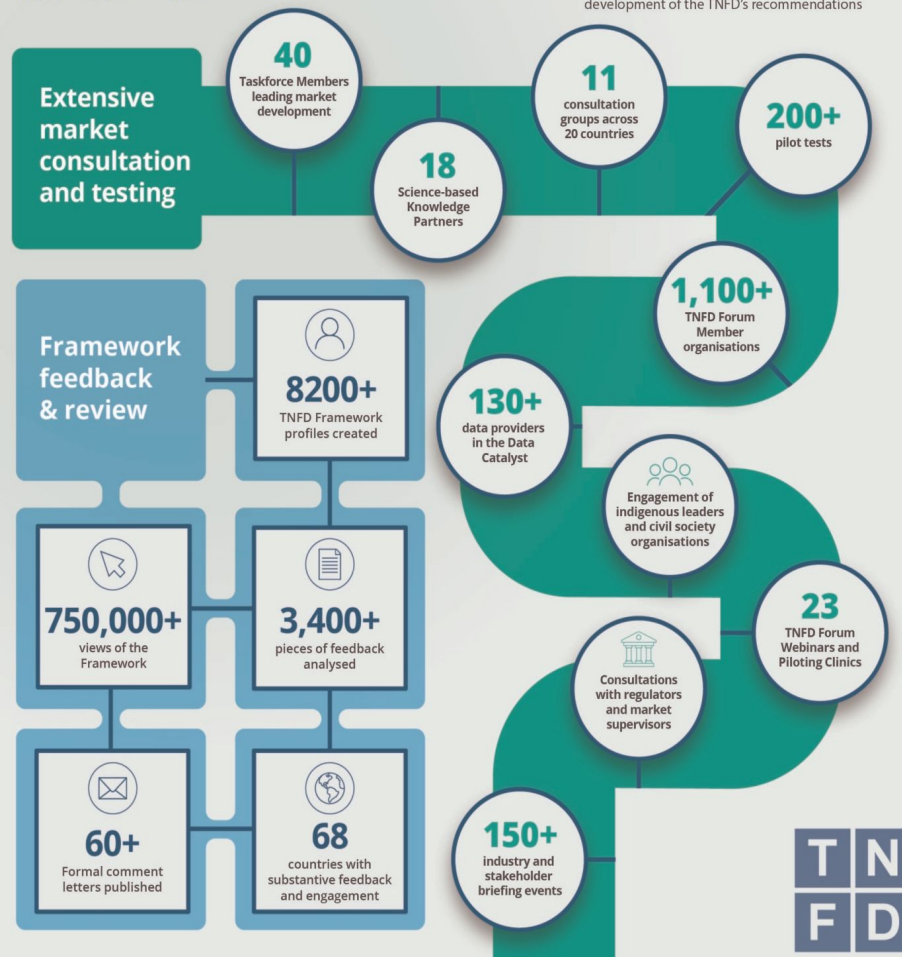 development of the TNFD's recommendations
Extensive
market
consultation
and testing
40
Taskforce Members
leading market
development
18
Science-based
Knowledge
Partners
11
consultation
groups across
20 countries
200+
pilot tests
1,100+
TNFD Forum
Member
organisations
130+
data providers
in the Data
Catalyst
Engagement of
indigenous leaders
and civil society
organisations
23
TNFD Forum
Webinars and
Piloting Clinics
Consultations
with regulators
and market
supervisors
150+
industry and
stakeholder
briefing events
Framework
feedback
& review
8200+
TNFD Framework
profiles created
750,000+
views of the
Framework
3,400+
pieces of feedback
analysed
60+
Formal comment
letters published
68
countries with
substantive feedback
and engagement
T N
F D